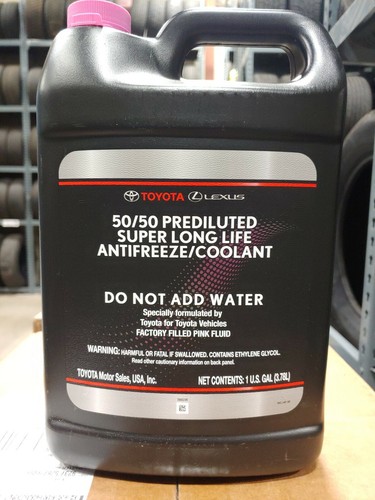 TOYOTA LEXUS
50/50 PREDILUTED
SUPER LONG LIFE
ANTIFREEZE/COOLANT
DO NOT ADD WATER
Specially formulated by
Toyota for Toyota Vehicles
FACTORY FILLED PINK FLUID
WARNING: HARMFUL OR FATAL IF SWALLOWED. CONTAINS ETHYLENE GLYCOL.
Read other cautionary information on back panel.
TOYOTA Motor Sales, USA, Inc. NET CONTENTS: 1 U.S. GAL (3.78L)